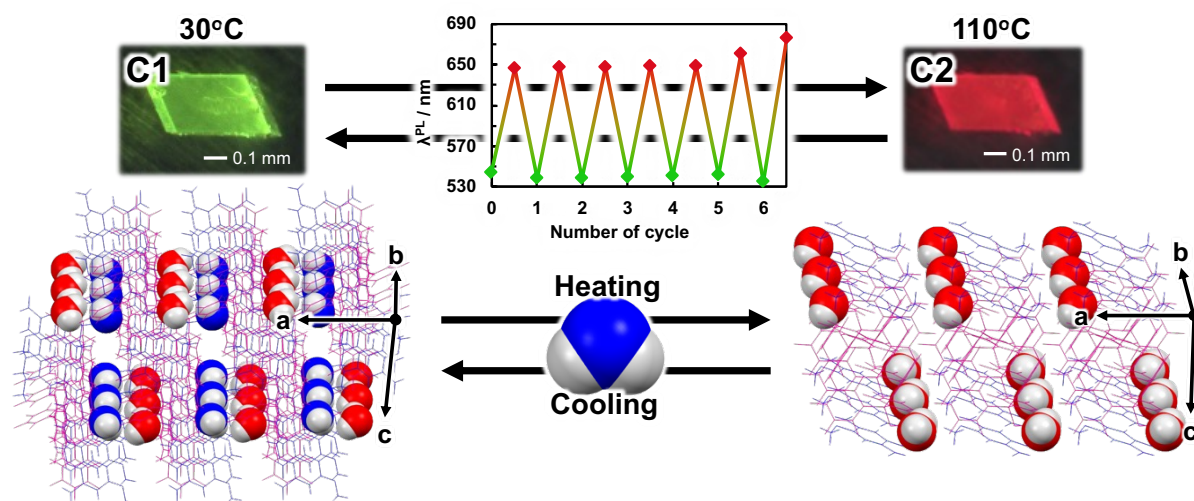 30°C
110°C
C1
0.1 mm
C2
0.1 mm
λPL / nm
690
650
610
570
530
0 1 2 3 4 5 6
Number of cycle
Heating
Cooling
b
a
c
b
a
c